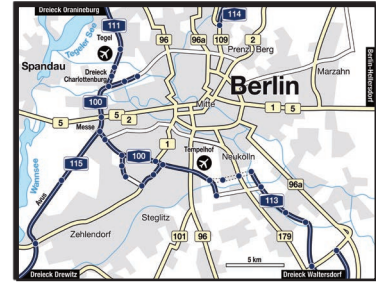 Dreieck Oranineburg
111
Tegel
Tegeler See
Spandau
Dreieck
Charlottenburg
100
96
96a
109
114
2
Prenzl Berg
Marzahn
Berlin
Berlin-Hellersdorf
Mitte
1
5
5
5
2
Messe
1
100
Tempelhof
Neukölln
Wannsee
115
Avus
Steglitz
Zehlendorf
113
96a
101
96
179
5 km
Dreieck Drewitz
Dreieck Waltersdorf